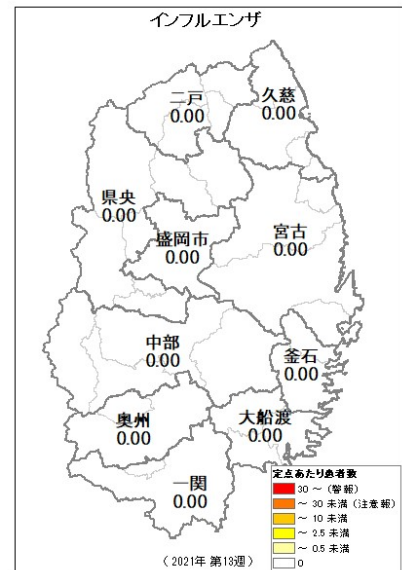 インフルエンザ
二戸
0.00
久慈
0.00
県央
0.00
盛岡市
0.00
宮古
0.00
中部
0.00
釜石
0.00
奥州
0.00
大船渡
0.00
一関
0.00
定点あたり患者数
30 ～ (警報)
～ 30 未満 (注意報)
～ 10 未満
～ 2.5 未満
～ 0.5 未満
0
（ 2021年 第13週）